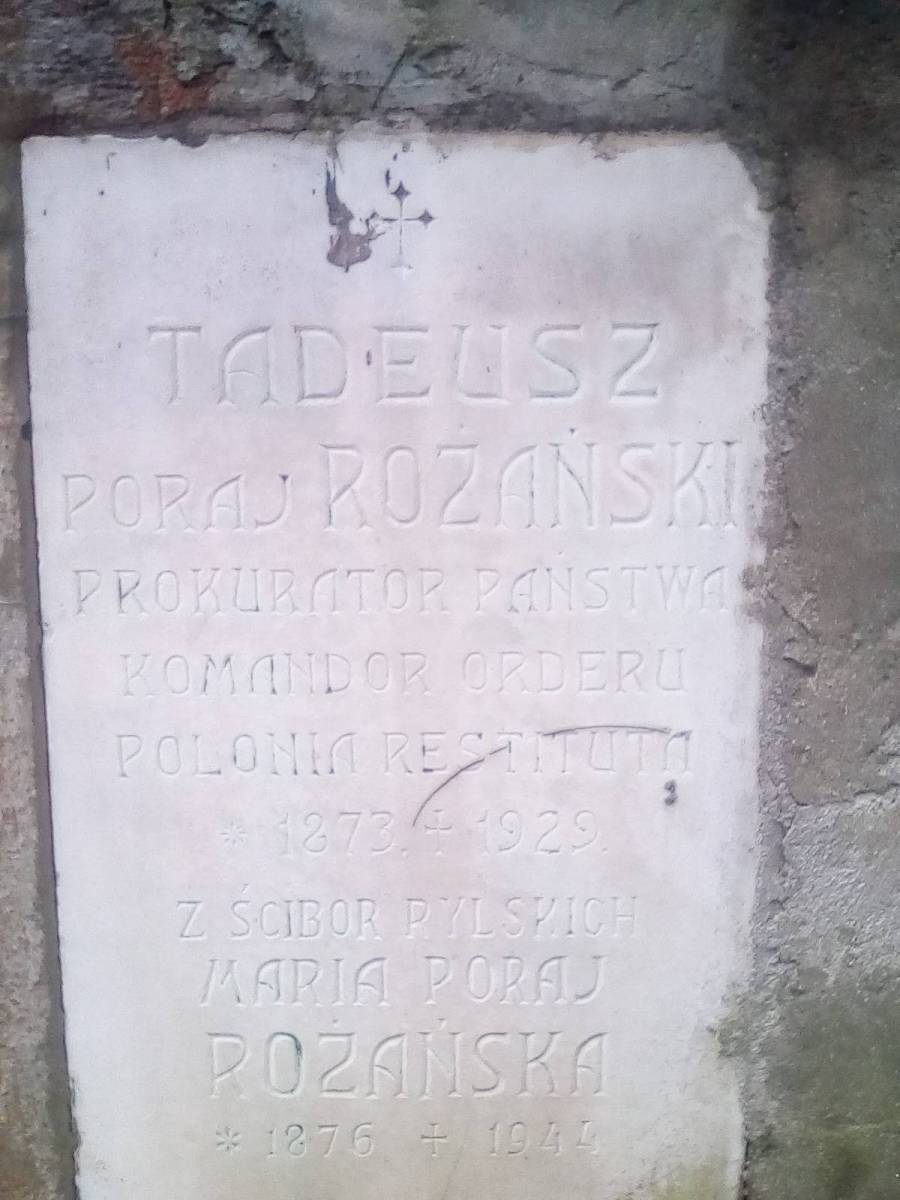 TADEUSZ
PORAJ ROŻAŃSKI
PROKURATOR PAŃSTWA
KOMANDOR ORDERU
POLONIA RESTITUTA
* 1873. + 1929.
Z ŚCIBOR RYLSKICH
MARIA PORAJ
ROŻAŃSKA
* 1876 + 1944